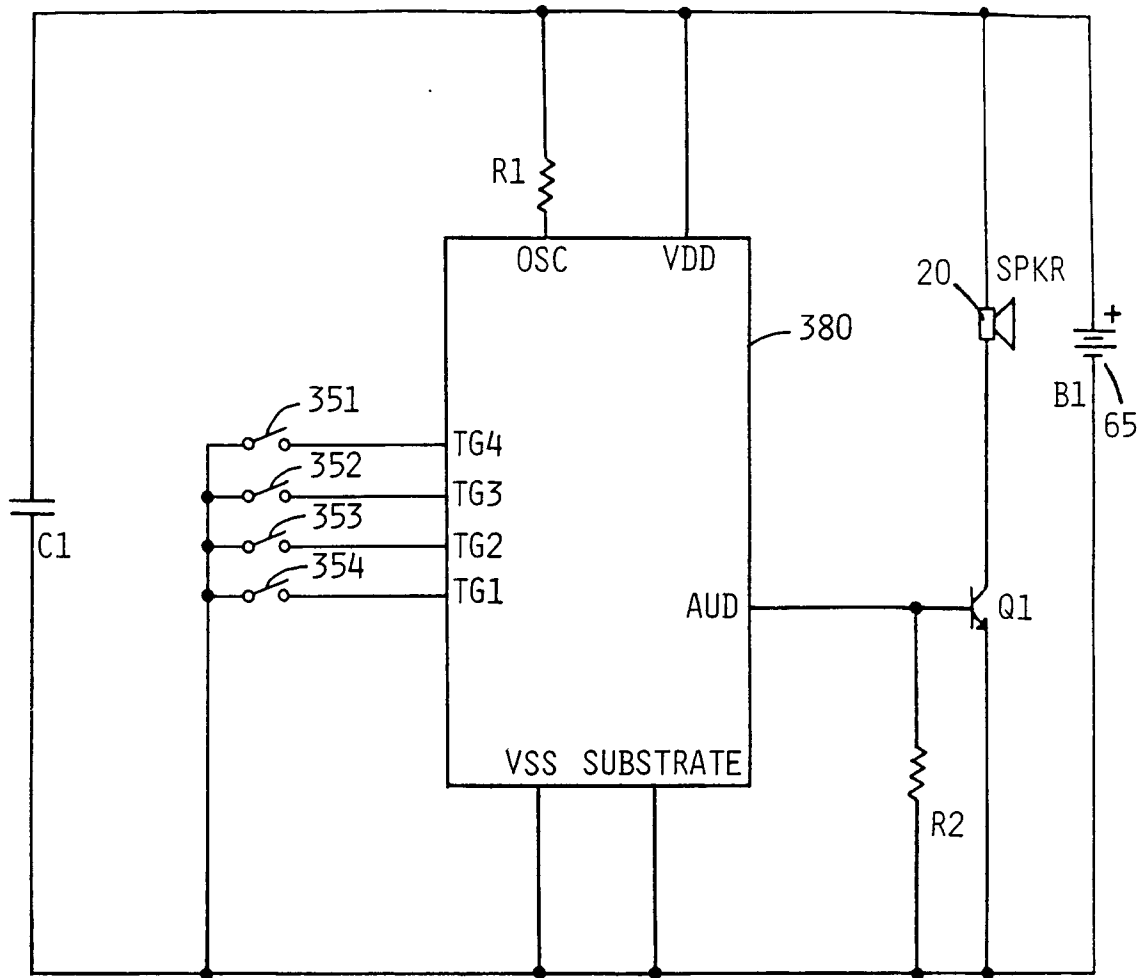 R1
OSC
VDD
20
SPKR
380
+
B1
65
351
TG4
352
TG3
353
TG2
354
TG1
C1
AUD
Q1
VSS
SUBSTRATE
R2